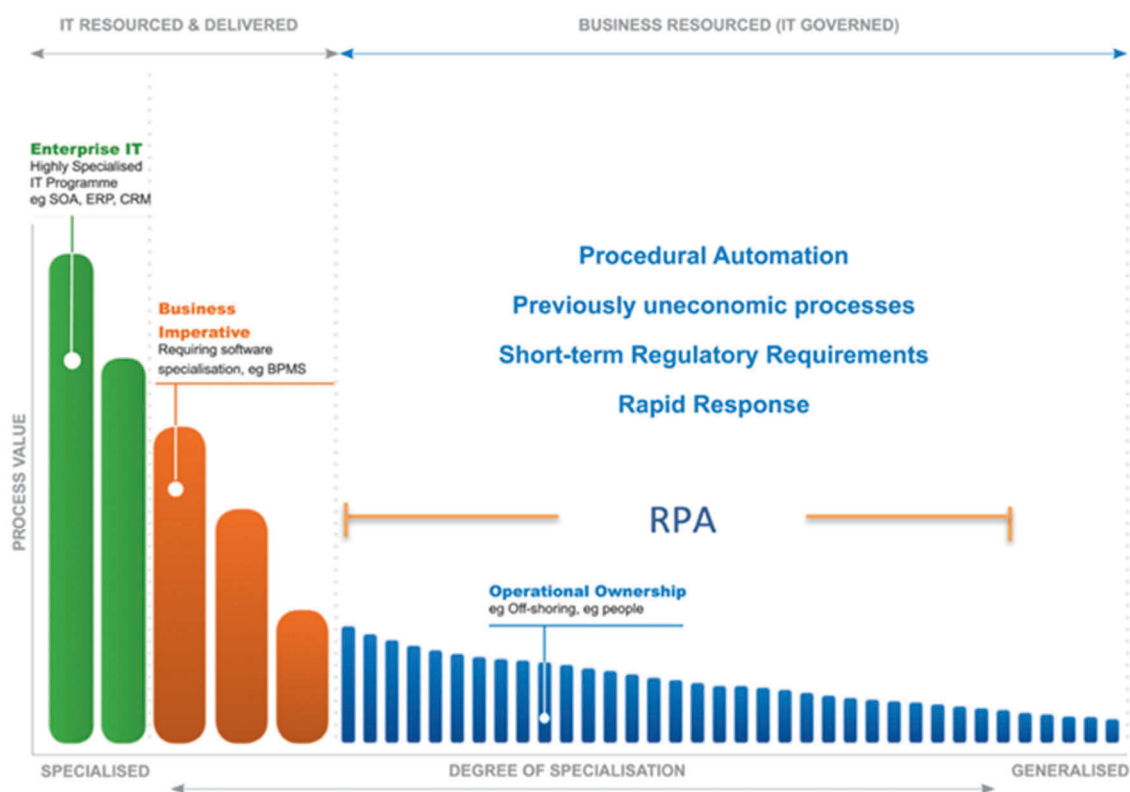 IT RESOURCED & DELIVERED
BUSINESS RESOURCED (IT GOVERNED)
Enterprise IT
Highly Specialised
IT Programme
eg SOA, ERP, CRM
Business
Imperative
Requiring software
specialisation, eg BPMS
Procedural Automation
Previously uneconomic processes
Short-term Regulatory Requirements
Rapid Response
RPA
Operational Ownership
eg Off-shoring, eg people
PROCESS VALUE
SPECIALISED
DEGREE OF SPECIALISATION
GENERALISED